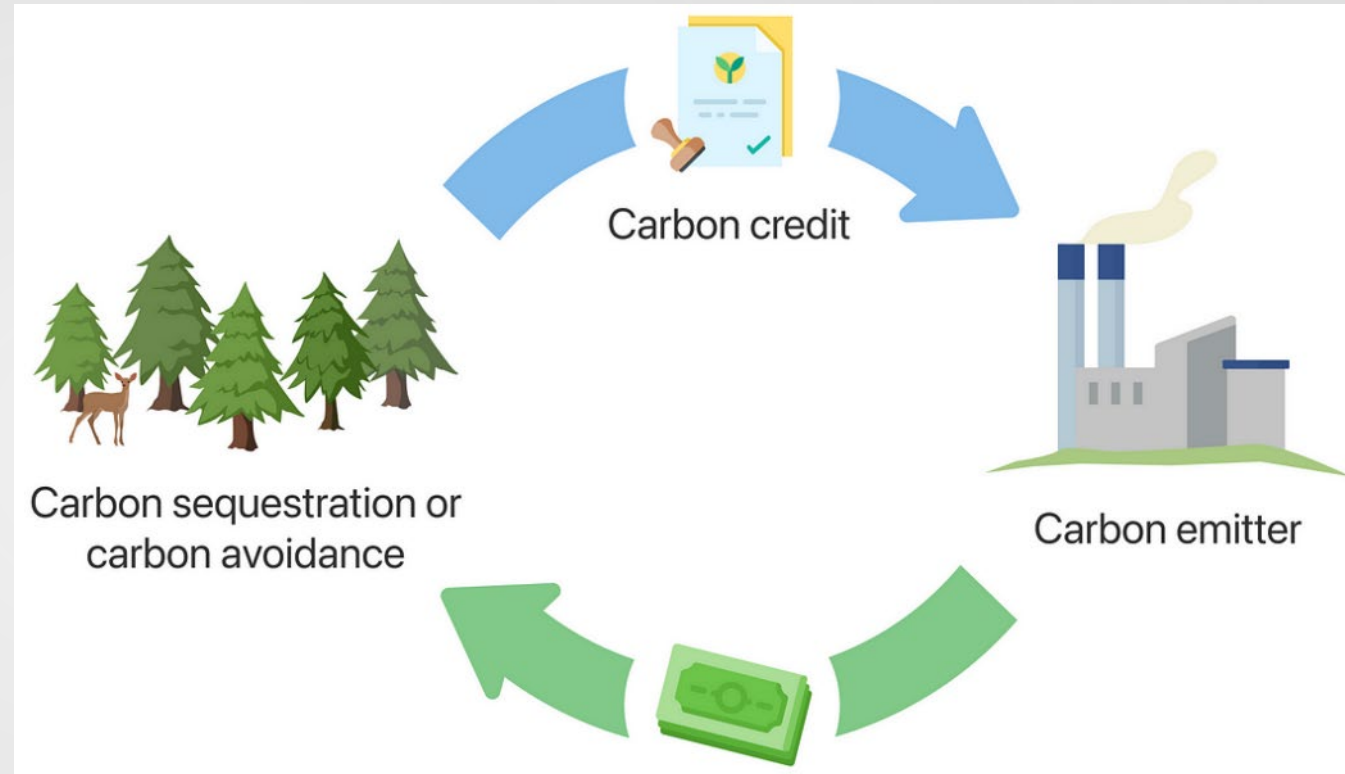 Carbon credit
Carbon sequestration or
carbon avoidance
Carbon emitter